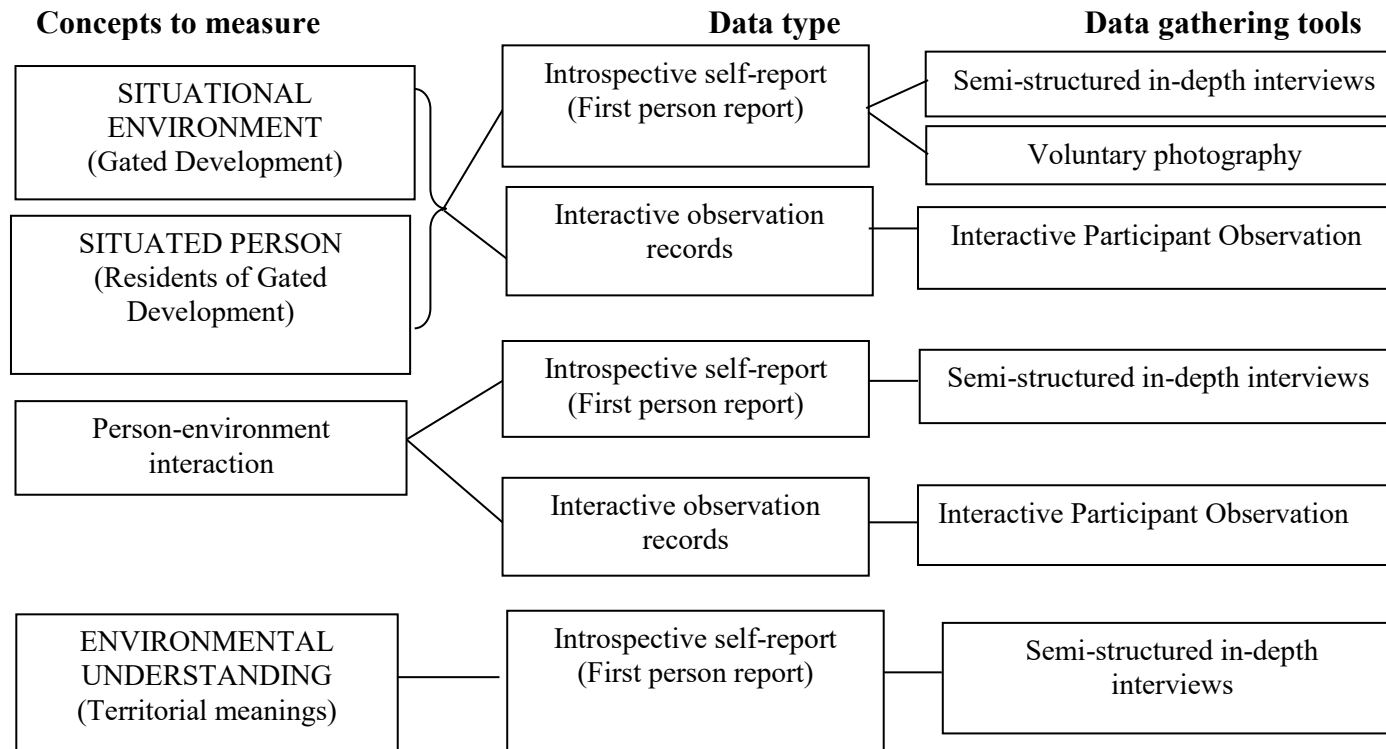 Concepts to measure
Data type
Data gathering tools
SITUATIONAL
ENVIRONMENT
(Gated Development)
SITUATED PERSON
(Residents of Gated
Development)
Introspective self-report
(First person report)
Semi-structured in-depth interviews
Voluntary photography
Interactive observation
records
Interactive Participant Observation
Person-environment
interaction
Introspective self-report
(First person report)
Semi-structured in-depth interviews
Interactive observation
records
Interactive Participant Observation
ENVIRONMENTAL
UNDERSTANDING
(Territorial meanings)
Introspective self-report
(First person report)
Semi-structured in-depth
interviews